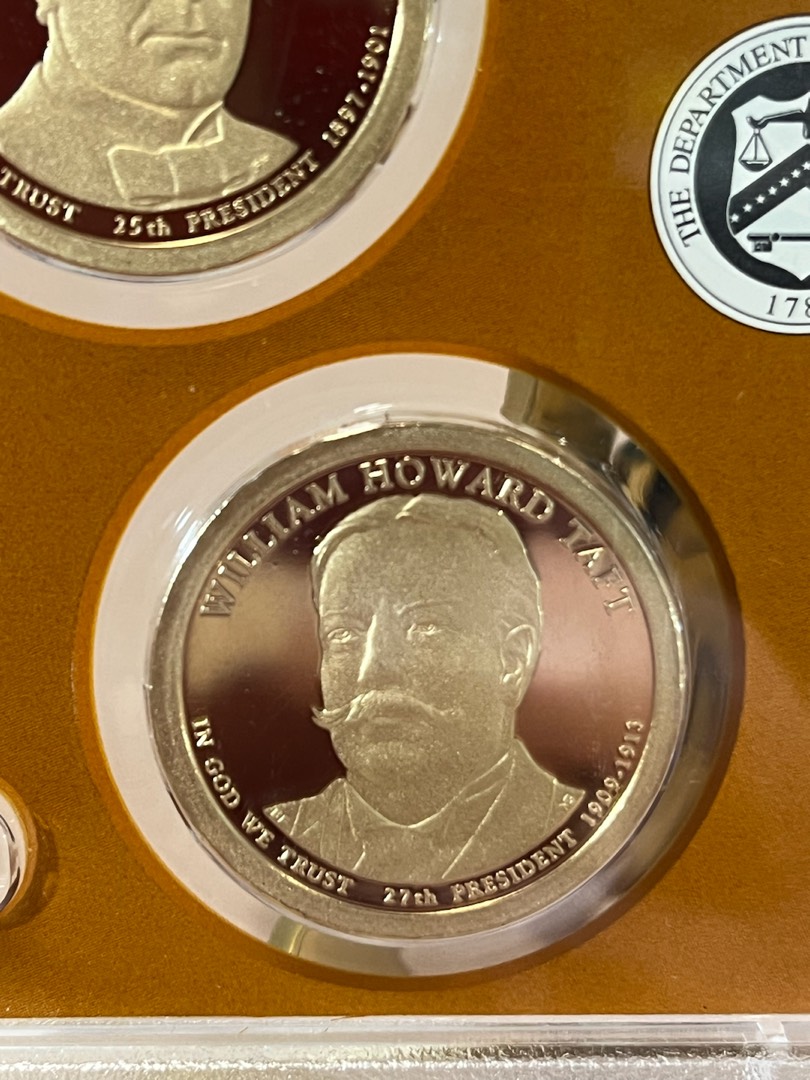 TRUST 25th PRESIDENT 1897-1901
THE DEPARTMENT
178
WILLIAM HOWARD TAFT
IN GOD WE TRUST 27th PRESIDENT 1909-1913